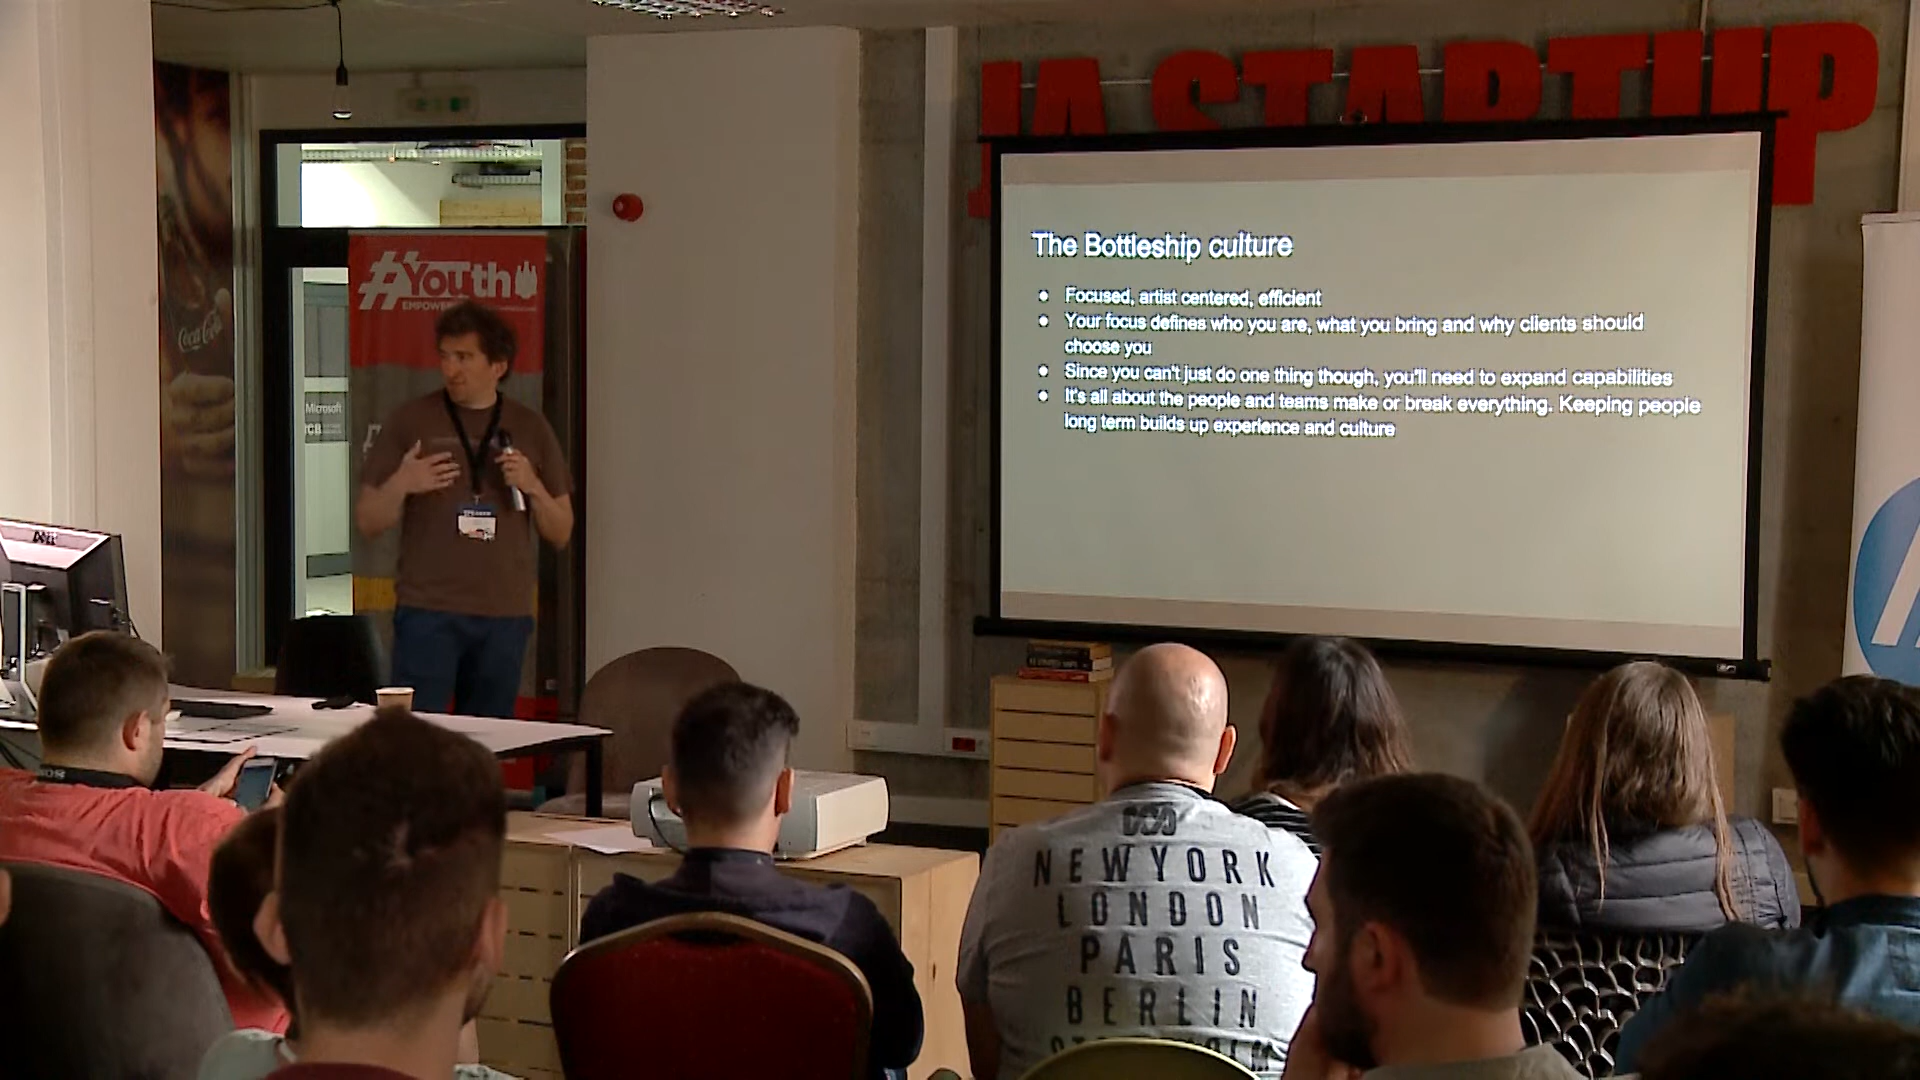 JA STARTUP
#YOUth
EMPOWER
Coca-Cola
Microsoft
The Bottleship culture
● Focused, artist centered, efficient
● Your focus defines who you are, what you bring and why clients should
choose you
● Since you can't just do one thing though, you'll need to expand capabilities
● It's all about the people and teams make or break everything. Keeping people
long term builds up experience and culture
DELL
NEWYORK
LONDON
PARIS
BERLIN